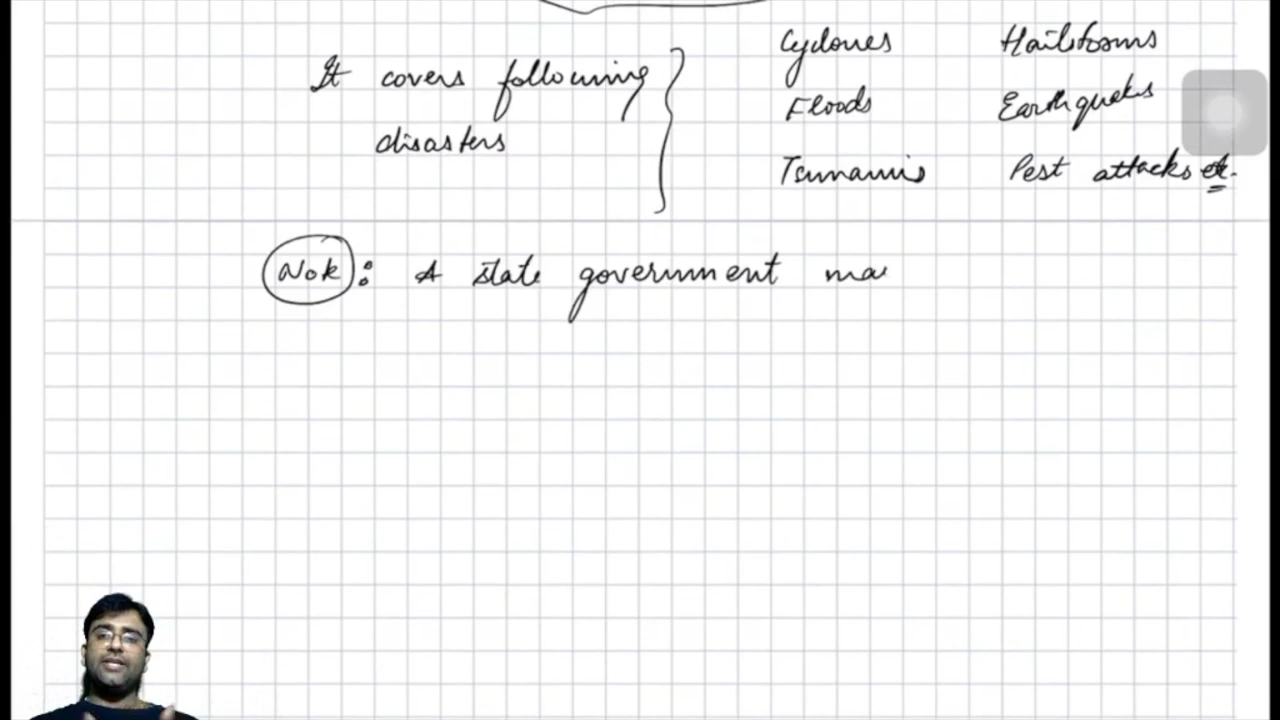 It covers following
disasters
Cyclones Hailstorms
Floods Earthquakes
Tsunamis Pest attacks etc.
Note: A state government ma